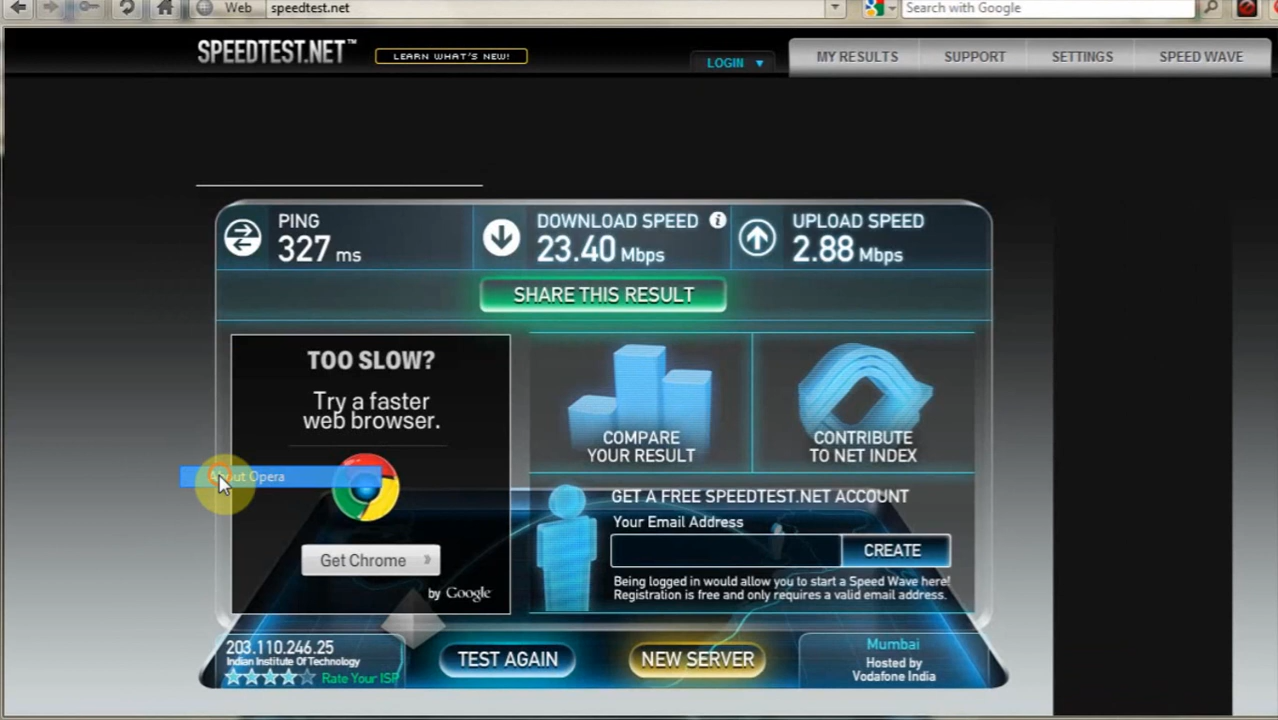 Web speedtest.net Search with Google
SPEEDTEST.NET™ LEARN WHAT'S NEW! LOGIN MY RESULTS SUPPORT SETTINGS SPEED WAVE
PING DOWNLOAD SPEED i UPLOAD SPEED
327 ms 23.40 Mbps 2.88 Mbps
SHARE THIS RESULT
TOO SLOW?
Try a faster
web browser.
About Opera
Get Chrome »
by Google
COMPARE
YOUR RESULT
CONTRIBUTE
TO NET INDEX
GET A FREE SPEEDTEST.NET ACCOUNT
Your Email Address
CREATE
Being logged in would allow you to start a Speed Wave here!
Registration is free and only requires a valid email address.
203.110.246.25
Indian Institute Of Technology
Rate Your ISP
TEST AGAIN
NEW SERVER
Mumbai
Hosted by
Vodafone India